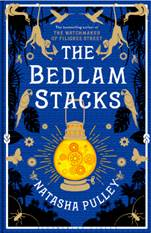 The bestselling author of
THE WATCHMAKER
OF FILIGREE STREET
THE
BEDLAM
STACKS
NATASHA PULLEY